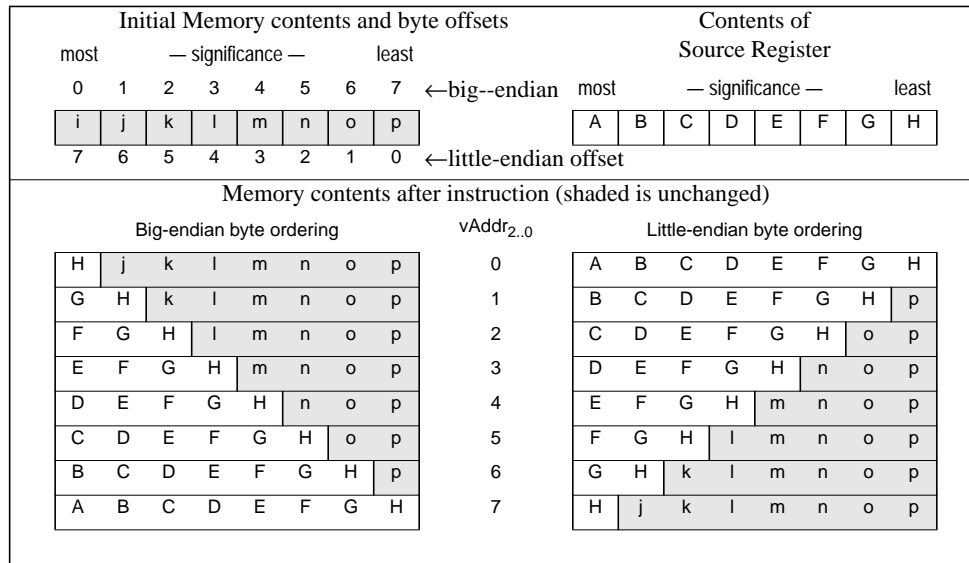 Initial Memory contents and byte offsets
most — significance — least
0 1 2 3 4 5 6 7 ←big--endian
i j k l m n o p
7 6 5 4 3 2 1 0 ←little-endian offset
Contents of
Source Register
most — significance — least
A B C D E F G H
Memory contents after instruction (shaded is unchanged)
Big-endian byte ordering vAddr2..0 Little-endian byte ordering
H j k l m n o p 0 A B C D E F G H
G H k l m n o p 1 B C D E F G H p
F G H l m n o p 2 C D E F G H o p
E F G H m n o p 3 D E F G H n o p
D E F G H n o p 4 E F G H m n o p
C D E F G H o p 5 F G H l m n o p
B C D E F G H p 6 G H k l m n o p
A B C D E F G H 7 H j k l m n o p